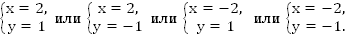 {x = 2, или {x = 2, или {x = −2, или {x = −2,
{y = 1 {y = −1 {y = 1 {y = −1.